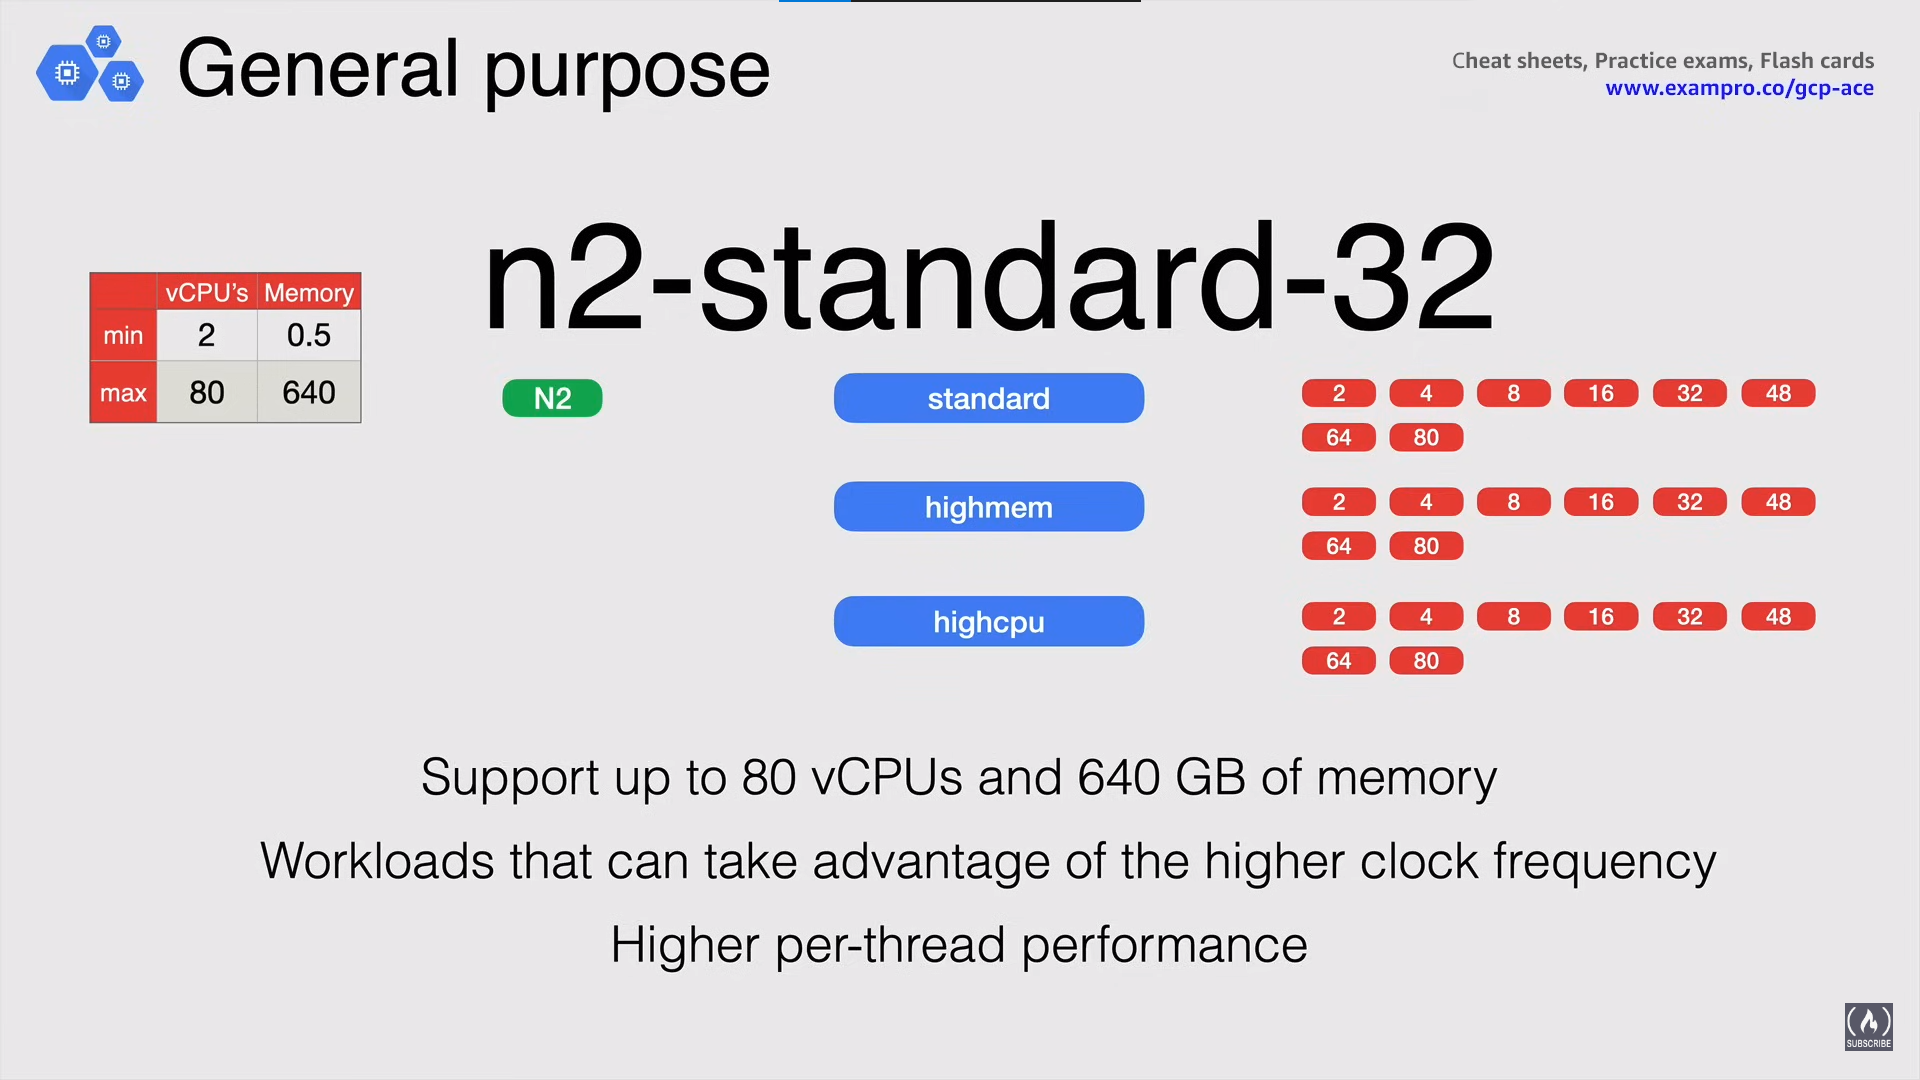 General purpose
Cheat sheets, Practice exams, Flash cards
www.exampro.co/gcp-ace
n2-standard-32
vCPU's Memory
min 2 0.5
max 80 640
N2
standard
2 4 8 16 32 48
64 80
highmem
2 4 8 16 32 48
64 80
highcpu
2 4 8 16 32 48
64 80
Support up to 80 vCPUs and 640 GB of memory
Workloads that can take advantage of the higher clock frequency
Higher per-thread performance
SUBSCRIBE